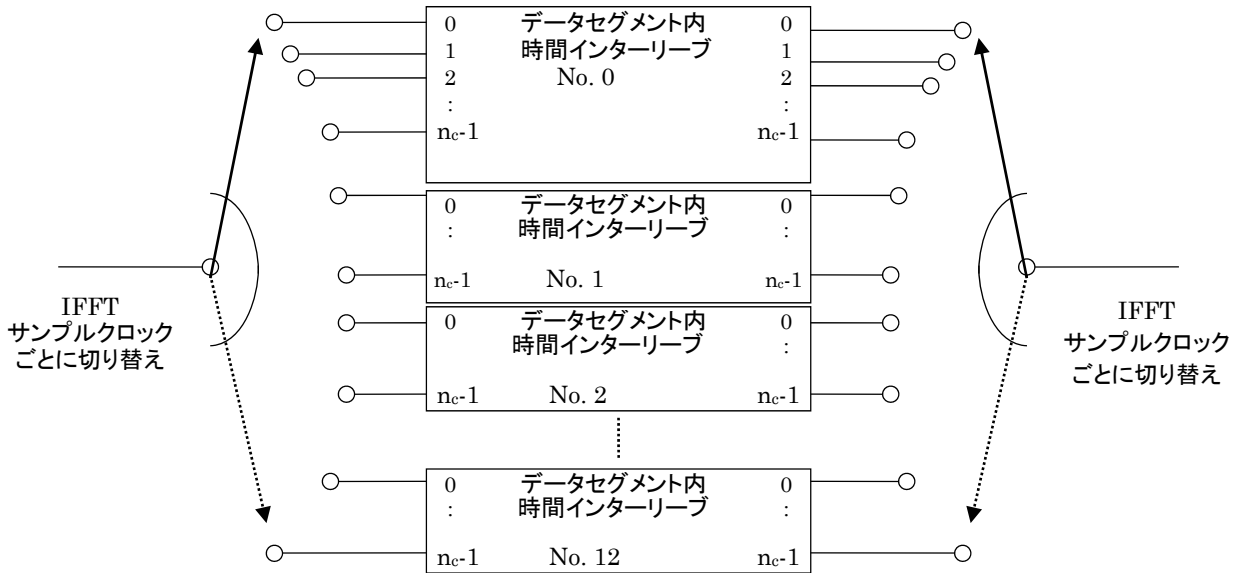 0 データセグメント内 0
1 時間インターリーブ 1
2 No. 0 2
: :
nc-1 nc-1
0 データセグメント内 0
: 時間インターリーブ :
nc-1 No. 1 nc-1
0 データセグメント内 0
時間インターリーブ :
nc-1 No. 2 nc-1
0 データセグメント内 0
: 時間インターリーブ :
nc-1 No. 12 nc-1
IFFT
サンプルクロック
ごとに切り替え
IFFT
サンプルクロック
ごとに切り替え